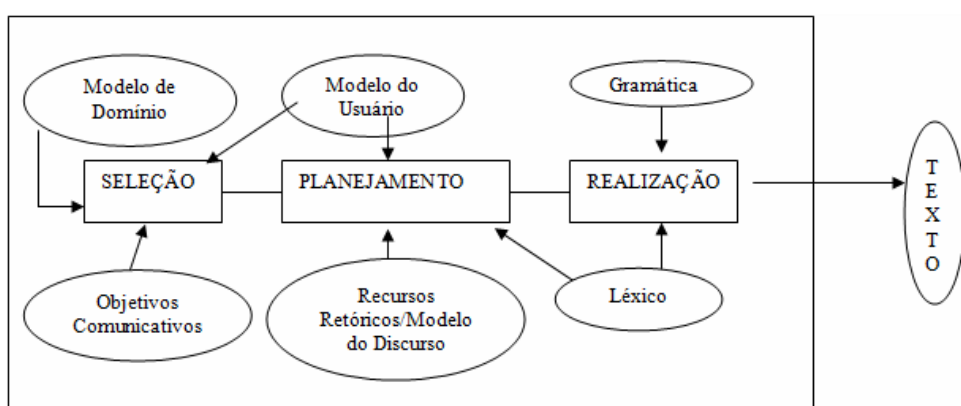 Modelo de
Domínio
Modelo do
Usuário
Gramática
SELEÇÃO
PLANEJAMENTO
REALIZAÇÃO
T
E
X
T
O
Objetivos
Comunicativos
Recursos
Retóricos/Modelo
do Discurso
Léxico